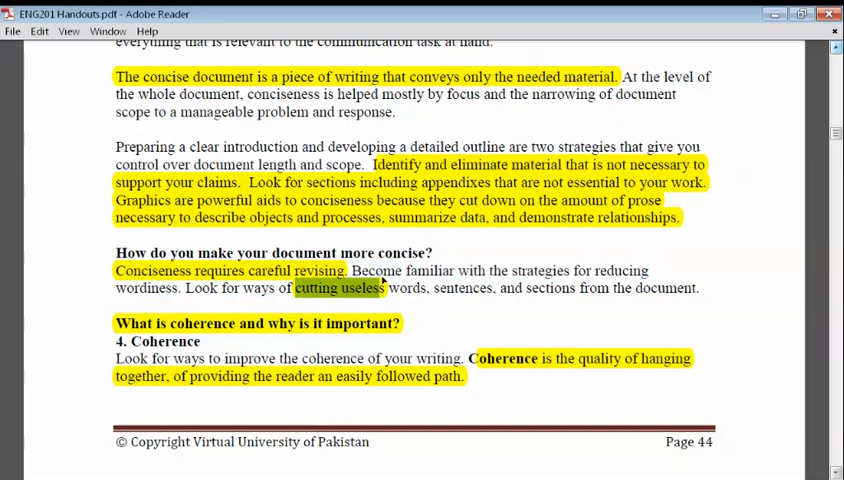 ENG201 Handouts.pdf - Adobe Reader
File Edit View Window Help
everything that is relevant to the communication task at hand.
The concise document is a piece of writing that conveys only the needed material. At the level of
the whole document, conciseness is helped mostly by focus and the narrowing of document
scope to a manageable problem and response.
Preparing a clear introduction and developing a detailed outline are two strategies that give you
control over document length and scope. Identify and eliminate material that is not necessary to
support your claims. Look for sections including appendixes that are not essential to your work.
Graphics are powerful aids to conciseness because they cut down on the amount of prose
necessary to describe objects and processes, summarize data, and demonstrate relationships.
How do you make your document more concise?
Conciseness requires careful revising. Become familiar with the strategies for reducing
wordiness. Look for ways of cutting useless words, sentences, and sections from the document.
What is coherence and why is it important?
4. Coherence
Look for ways to improve the coherence of your writing. Coherence is the quality of hanging
together, of providing the reader an easily followed path.
© Copyright Virtual University of Pakistan Page 44